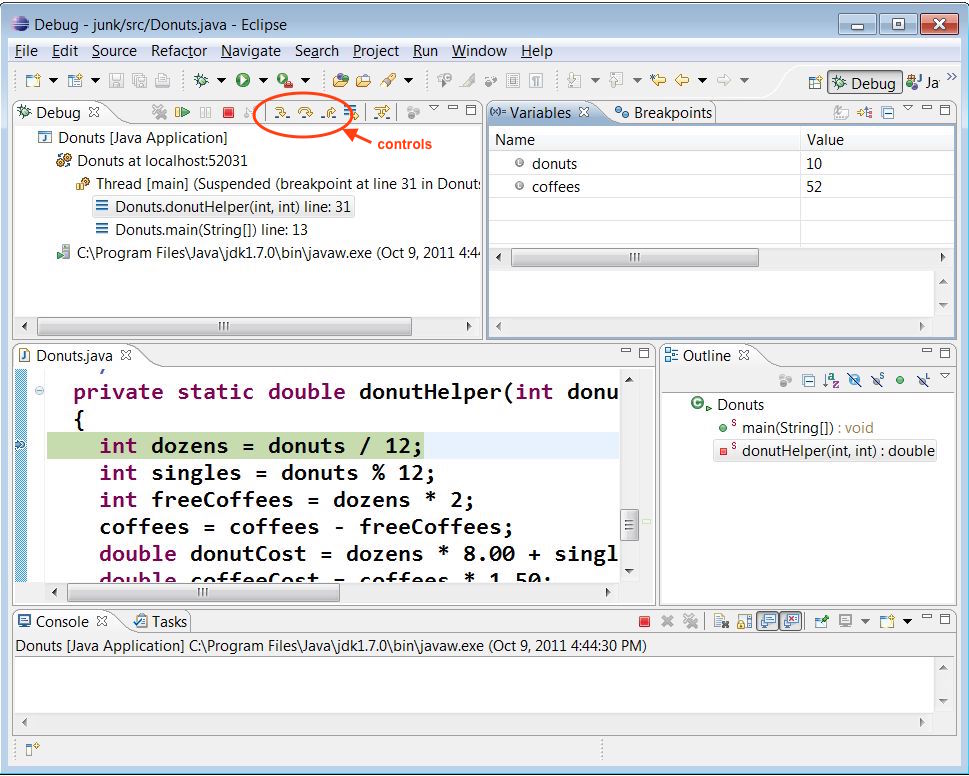 Debug - junk/src/Donuts.java - Eclipse
File Edit Source Refactor Navigate Search Project Run Window Help
Debug Ja
Debug
controls
Donuts [Java Application]
Donuts at localhost:52031
Thread [main] (Suspended (breakpoint at line 31 in Donuts
Donuts.donutHelper(int, int) line: 31
Donuts.main(String[]) line: 13
C:\Program Files\Java\jdk1.7.0\bin\javaw.exe (Oct 9, 2011 4:44
(x)= Variables Breakpoints
Name Value
donuts 10
coffees 52
Donuts.java
private static double donutHelper(int donu
{
int dozens = donuts / 12;
int singles = donuts % 12;
int freeCoffees = dozens * 2;
coffees = coffees - freeCoffees;
double donutCost = dozens * 8.00 + singl
double coffeeCost = coffees * 1.50;
Outline
Donuts
main(String[]) : void
donutHelper(int, int) : double
Console Tasks
Donuts [Java Application] C:\Program Files\Java\jdk1.7.0\bin\javaw.exe (Oct 9, 2011 4:44:30 PM)